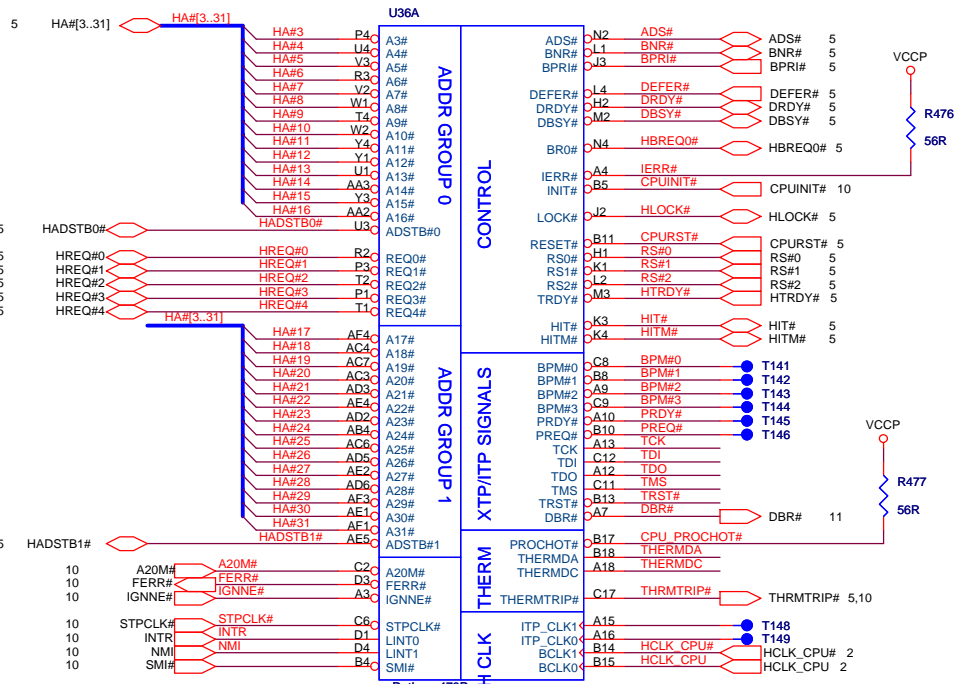 U36A
5 HA#[3..31] HA#[3..31]
HA#3 P4 A3#
HA#4 U4 A4#
HA#5 V3 A5#
HA#6 R3 A6#
HA#7 V2 A7#
HA#8 W1 A8#
HA#9 T4 A9#
HA#10 W2 A10#
HA#11 Y4 A11#
HA#12 Y1 A12#
HA#13 U1 A13#
HA#14 AA3 A14#
HA#15 Y3 A15#
HA#16 AA2 A16#
5 HADSTB0# HADSTB0# U3 ADSTB#0
5 HREQ#0 HREQ#0 R2 REQ0#
5 HREQ#1 HREQ#1 P3 REQ1#
5 HREQ#2 HREQ#2 T2 REQ2#
5 HREQ#3 HREQ#3 P1 REQ3#
5 HREQ#4 HREQ#4 T1 REQ4#
ADDR GROUP 0
HA#[3..31]
HA#17 AF4 A17#
HA#18 AC4 A18#
HA#19 AC7 A19#
HA#20 AC3 A20#
HA#21 AD3 A21#
HA#22 AE4 A22#
HA#23 AD2 A23#
HA#24 AB4 A24#
HA#25 AC6 A25#
HA#26 AD5 A26#
HA#27 AE2 A27#
HA#28 AD6 A28#
HA#29 AF3 A29#
HA#30 AE1 A30#
HA#31 AF1 A31#
5 HADSTB1# HADSTB1# AE5 ADSTB#1
ADDR GROUP 1
10 A20M# A20M# C2 A20M#
10 FERR# FERR# D3 FERR#
10 IGNNE# IGNNE# A3 IGNNE#
10 STPCLK# STPCLK# C6 STPCLK#
10 INTR INTR D1 LINT0
10 NMI NMI D4 LINT1
10 SMI# B4 SMI#
CONTROL
ADS# N2 ADS# ADS# 5
BNR# L1 BNR# BNR# 5
BPRI# J3 BPRI# BPRI# 5
DEFER# L4 DEFER# DEFER# 5
DRDY# H2 DRDY# DRDY# 5
DBSY# M2 DBSY# DBSY# 5
BR0# N4 HBREQ0# HBREQ0# 5
IERR# A4 IERR#
VCCP
R476
56R
INIT# B5 CPUINIT# CPUINIT# 10
LOCK# J2 HLOCK# HLOCK# 5
RESET# B11 CPURST# CPURST# 5
RS0# H1 RS#0 RS#0 5
RS1# K1 RS#1 RS#1 5
RS2# L2 RS#2 RS#2 5
TRDY# M3 HTRDY# HTRDY# 5
HIT# K3 HIT# HIT# 5
HITM# K4 HITM# HITM# 5
XTP/ITP SIGNALS
BPM#0 C8 BPM#0 T141
BPM#1 B8 BPM#1 T142
BPM#2 A9 BPM#2 T143
BPM#3 C9 BPM#3 T144
PRDY# A10 PRDY# T145
PREQ# B10 PREQ# T146
TCK A13 TCK
TDI C12 TDI
TDO A12 TDO
TMS C11 TMS
TRST# B13 TRST#
DBR# A7 DBR# DBR# 11
VCCP
R477
56R
THERM
PROCHOT# B17 CPU_PROCHOT#
THERMDA B18 THERMDA
THERMDC A18 THERMDC
THERMTRIP# C17 THRMTRIP# THRMTRIP# 5,10
H CLK
ITP_CLK1 A15 T148
ITP_CLK0 A16 T149
BCLK1 B14 HCLK_CPU# HCLK_CPU# 2
BCLK0 B15 HCLK_CPU HCLK_CPU 2